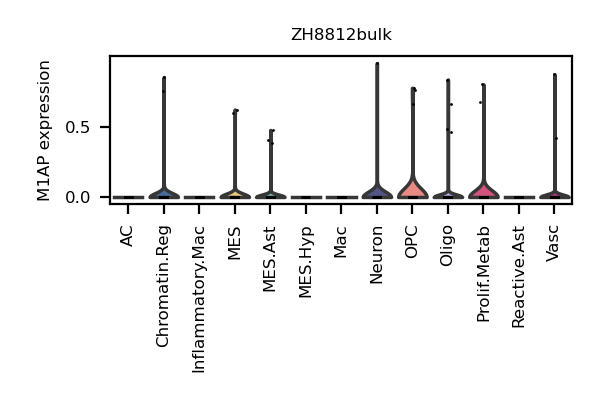 ZH8812bulk
M1AP expression
0.5
0.0
AC
Chromatin.Reg
Inflammatory.Mac
MES
MES.Ast
MES.Hyp
Mac
Neuron
OPC
Oligo
Prolif.Metab
Reactive.Ast
Vasc